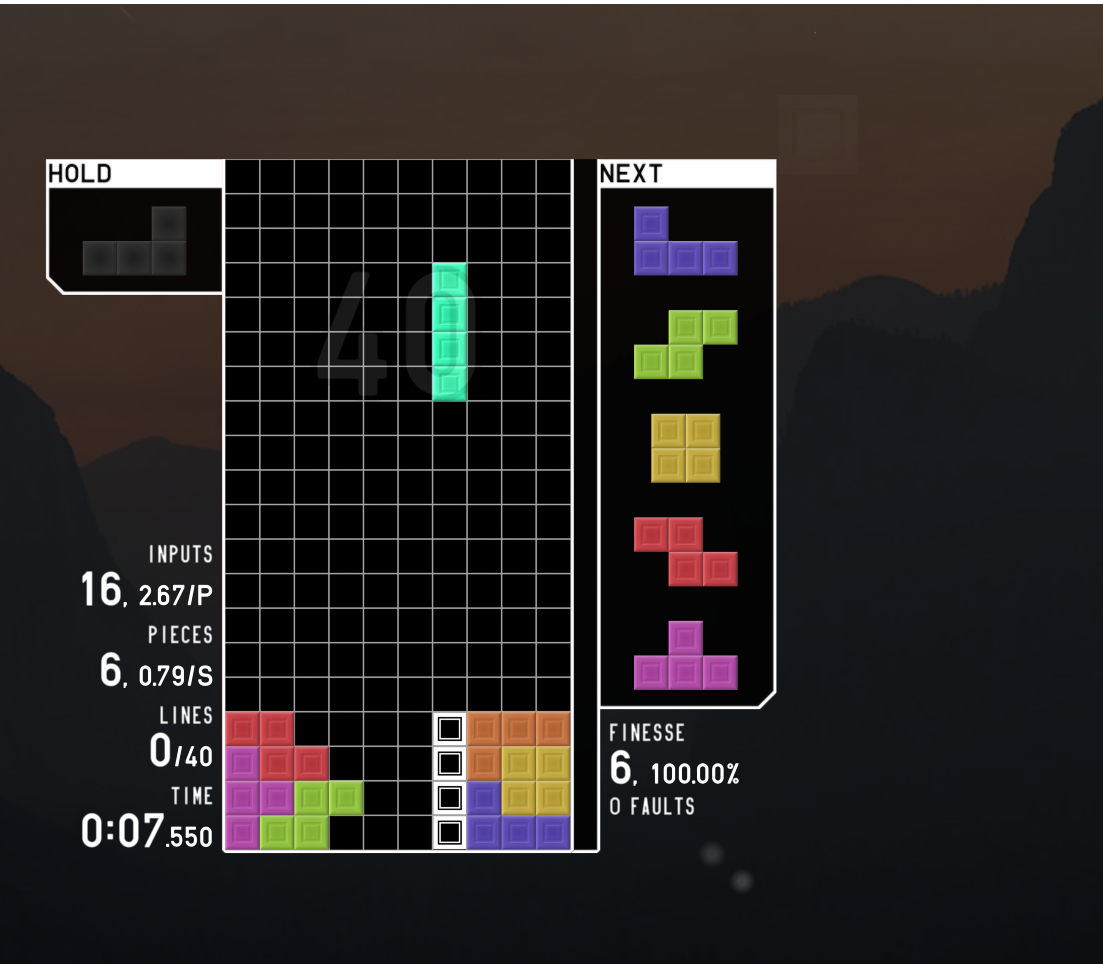 HOLD
NEXT
40
INPUTS
16, 2.67/P
PIECES
6, 0.79/S
LINES
0/40
TIME
0:07.550
FINESSE
6, 100.00%
0 FAULTS